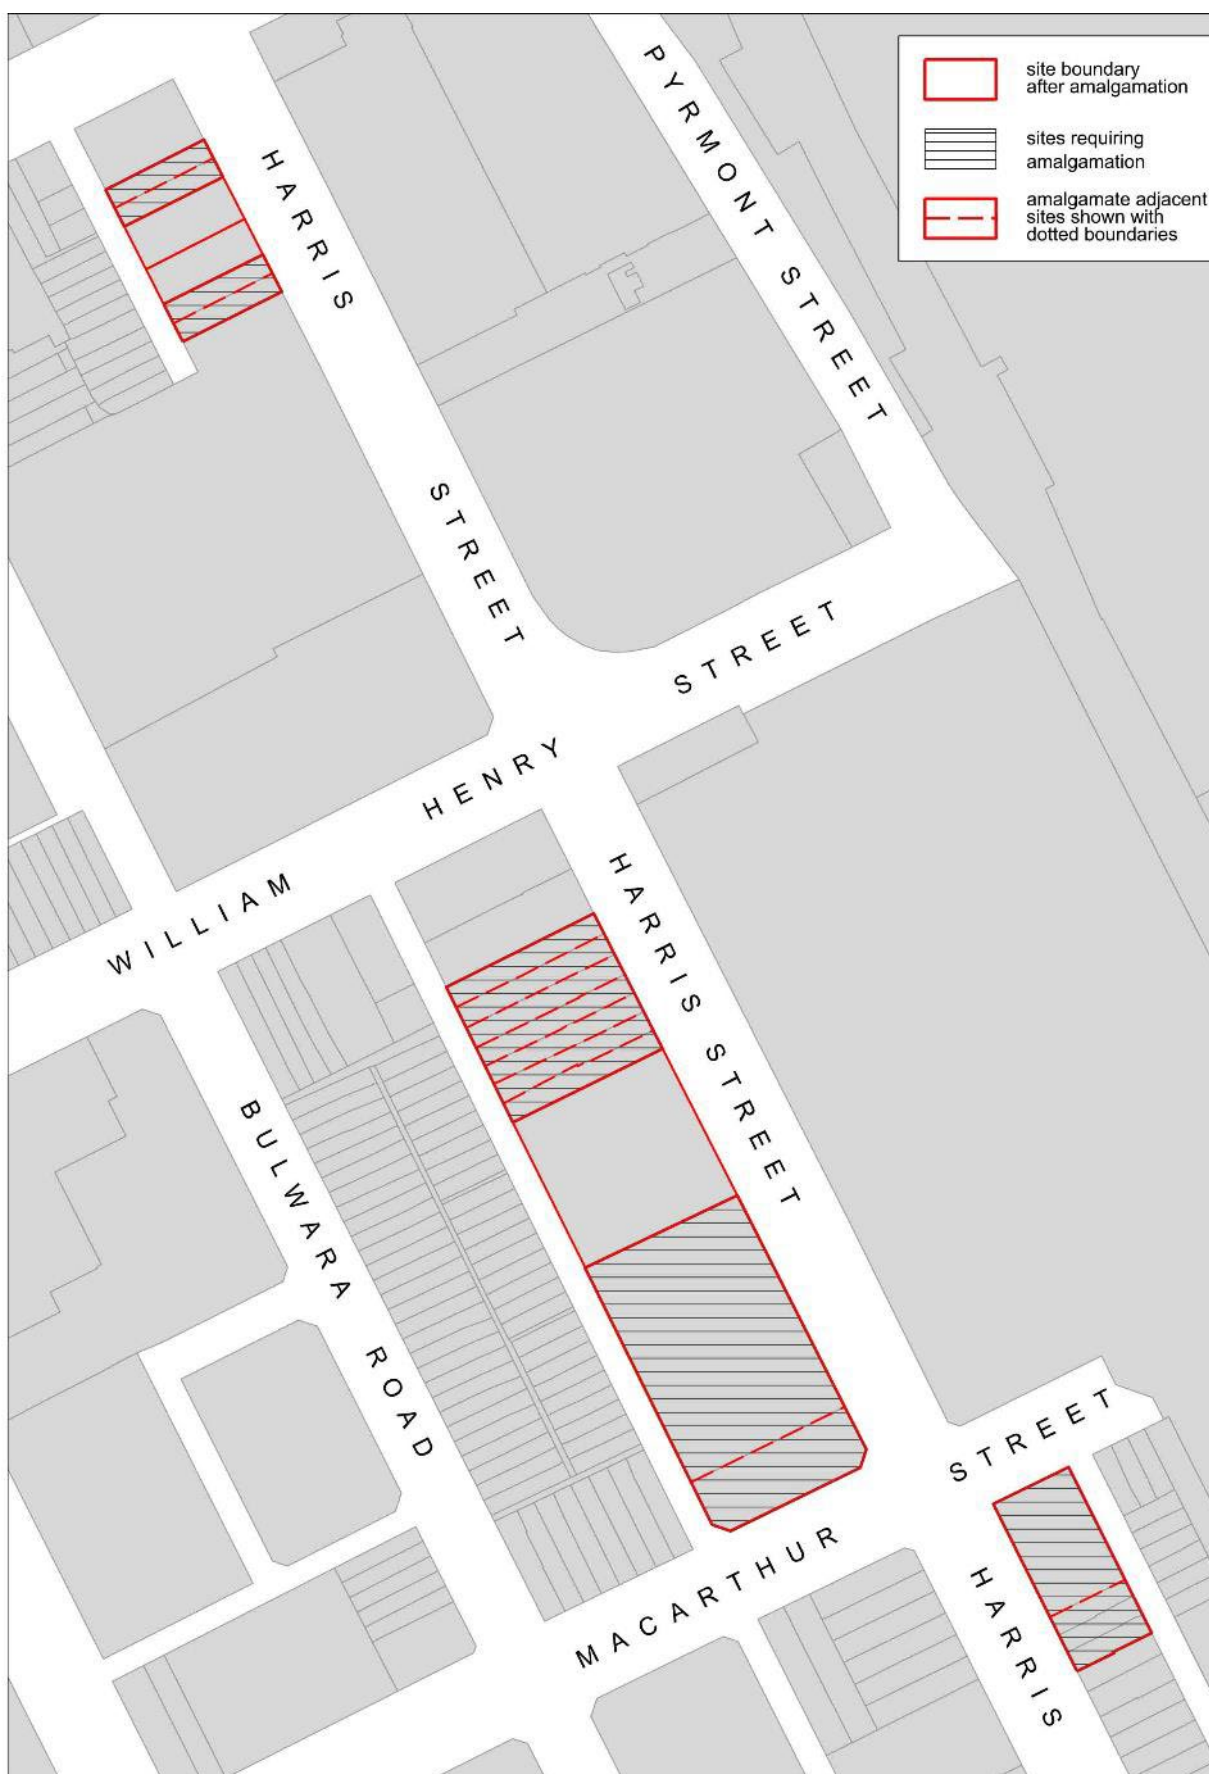 PYRMONT STREET
site boundary
after amalgamation
sites requiring
amalgamation
amalgamate adjacent
sites shown with
dotted boundaries
HARRIS
STREET
WILLIAM HENRY STREET
HARRIS STREET
BULWARA ROAD
MACARTHUR STREET
HARRIS